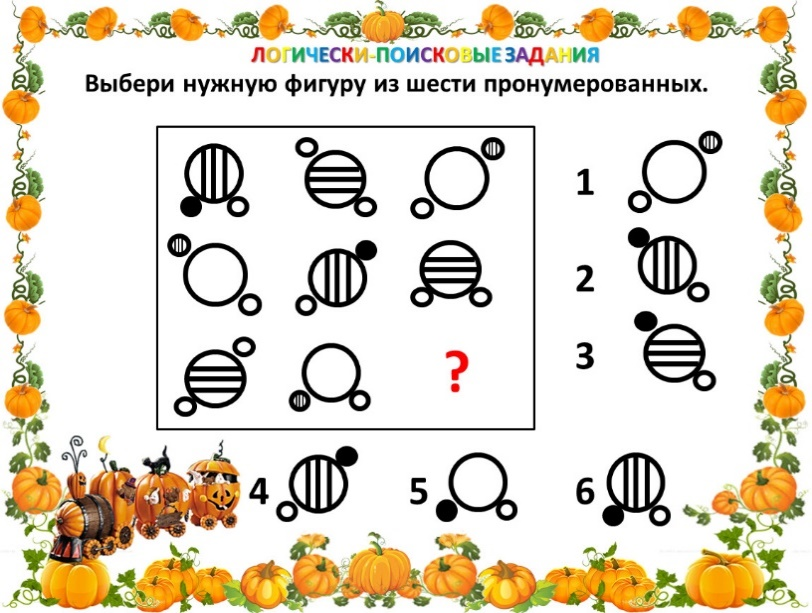 ЛОГИЧЕСКИ-ПОИСКОВЫЕ ЗАДАНИЯ
Выбери нужную фигуру из шести пронумерованных.
1
2
3
?
4 5 6